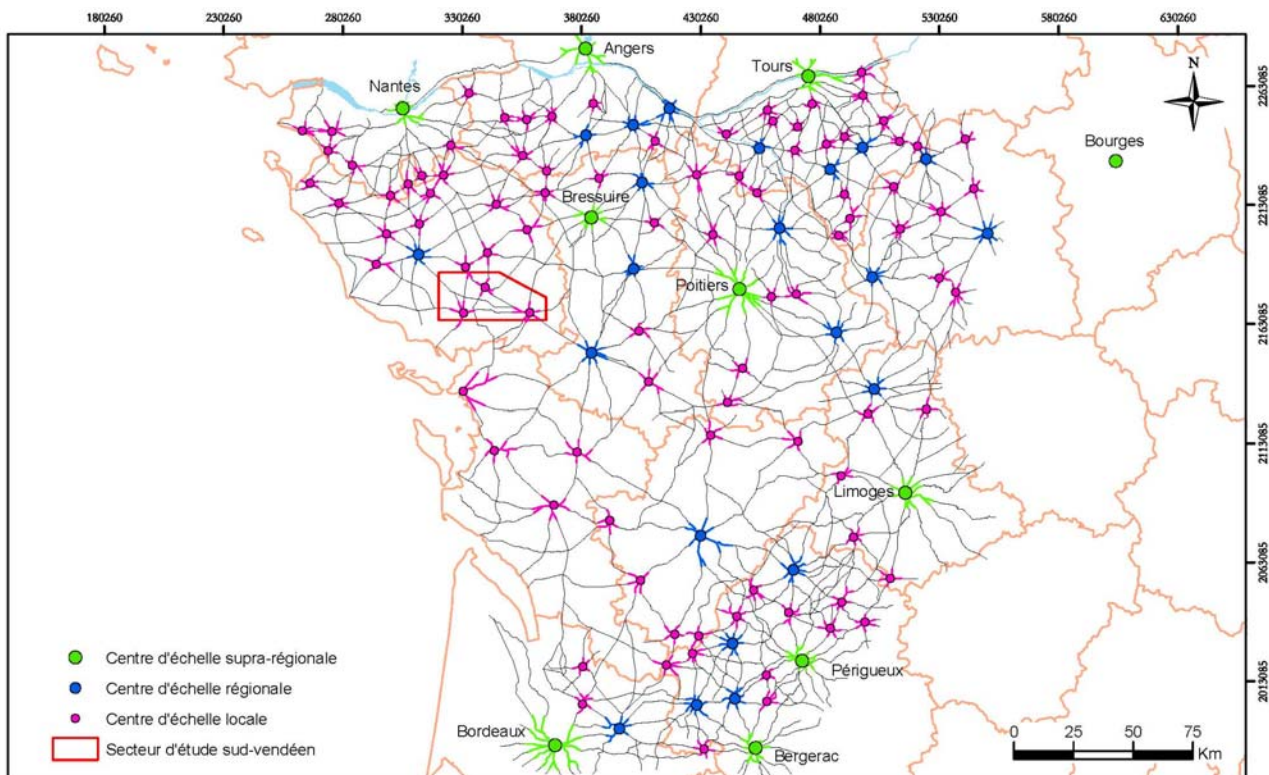 180260 230260 280260 330260 380260 430260 480260 530260 580260 630260
Angers
Tours
Nantes
N
2263085
Bourges
Bressuire
2213085
Poitiers
2163085
2113085
Limoges
2063085
Centre d'échelle supra-régionale
Périgueux
2013085
Centre d'échelle régionale
Centre d'échelle locale
Bordeaux
0 25 50 75
Secteur d'étude sud-vendéen
Bergerac
Km